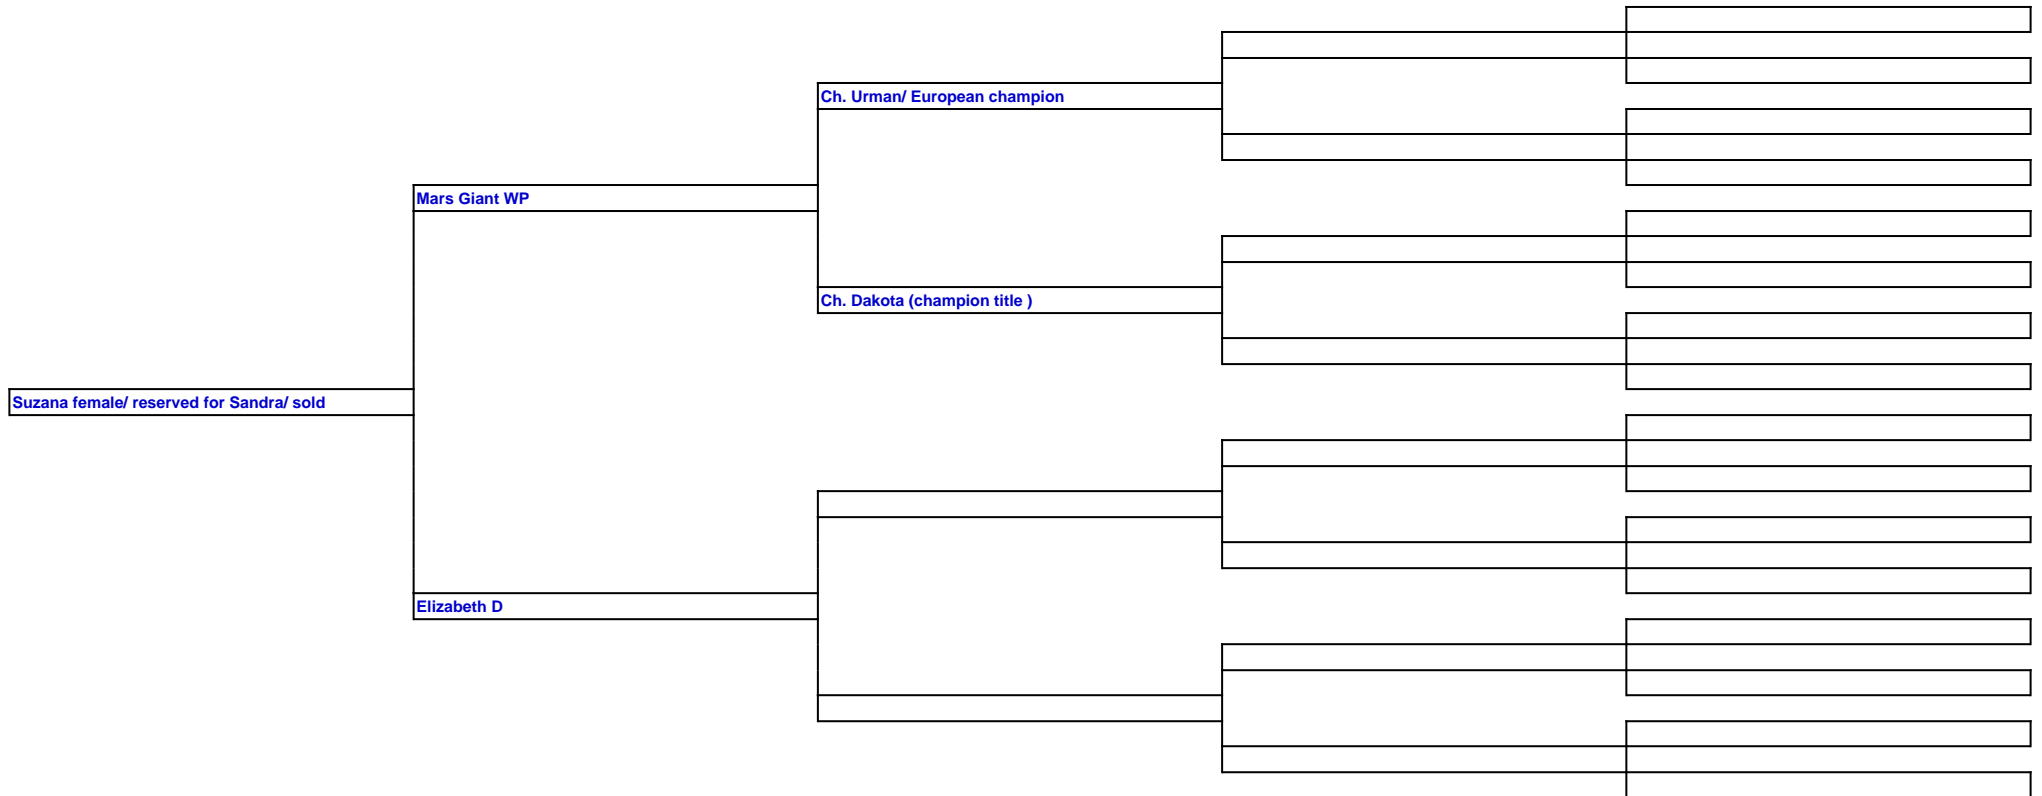 Ch. Urman/ European champion
Mars Giant WP
Ch. Dakota (champion title )
Suzana female/ reserved for Sandra/ sold
Elizabeth D